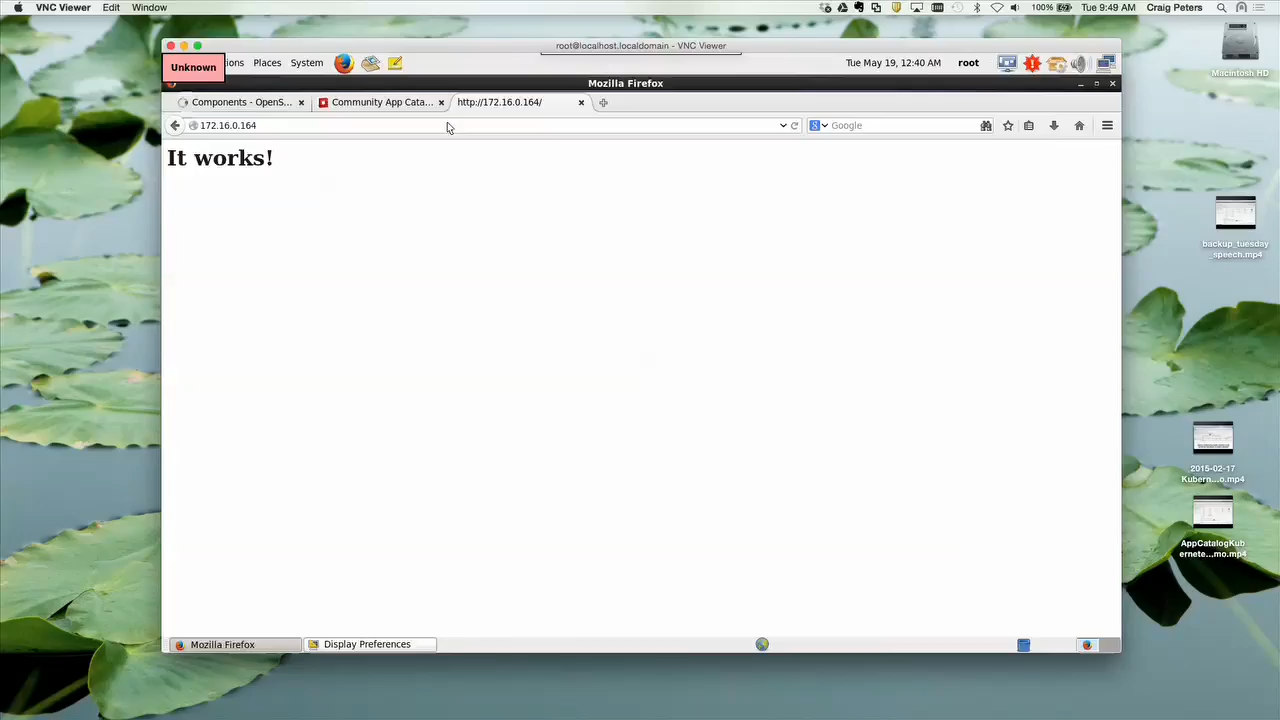 VNC Viewer Edit Window
100% Tue 9:49 AM Craig Peters
root@localhost.localdomain - VNC Viewer
Unknown
ions Places System
Tue May 19, 12:40 AM root
Mozilla Firefox
Components - OpenS...
Community App Cata...
http://172.16.0.164/
172.16.0.164
Google
It works!
Macintosh HD
backup_tuesday
_speech.mp4
2015-02-17
Kubern...o.mp4
AppCatalogKub
ernete...mo.mp4
Mozilla Firefox
Display Preferences